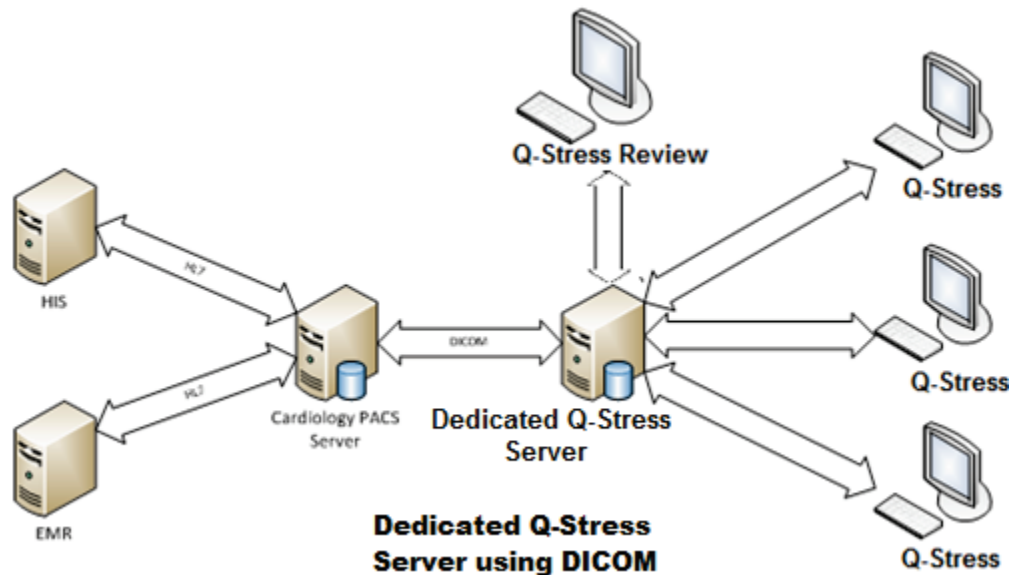 Q-Stress Review
Q-Stress
HL7
HIS
DICOM
Q-Stress
HL7
Cardiology PACS
Server
Dedicated Q-Stress
Server
EMR
Dedicated Q-Stress
Server using DICOM
Q-Stress